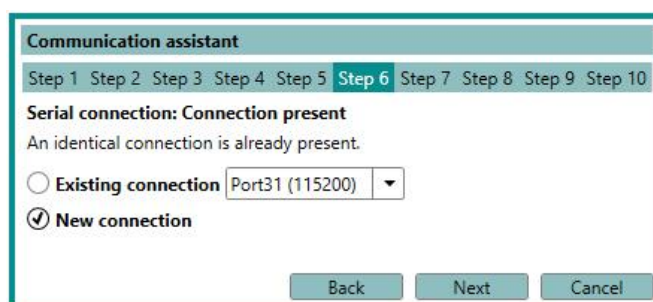 Communication assistant
Step 1 Step 2 Step 3 Step 4 Step 5 Step 6 Step 7 Step 8 Step 9 Step 10
Serial connection: Connection present
An identical connection is already present.
Existing connection Port31 (115200)
New connection
Back Next Cancel